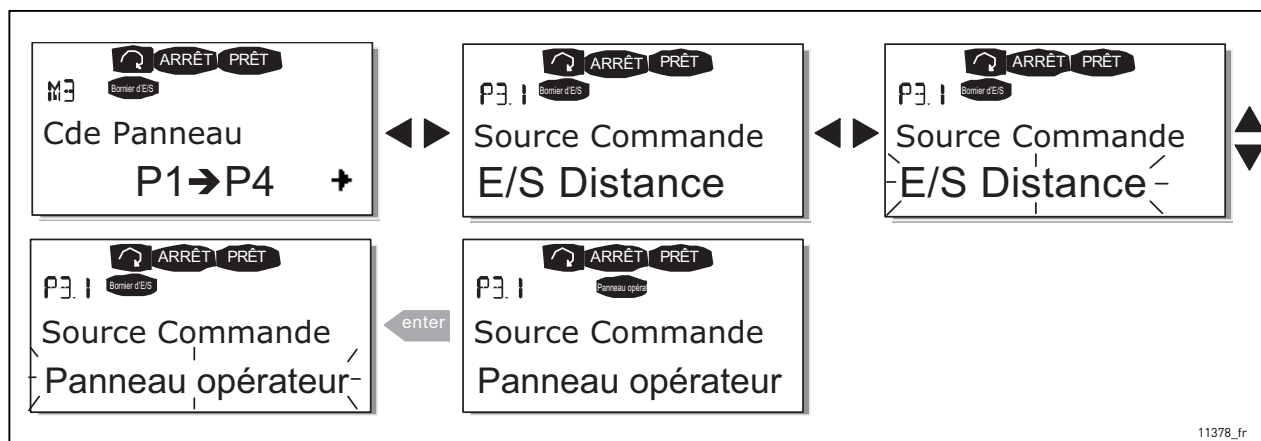 ARRÊT PRÊT
M3 Bornier d'E/S
Cde Panneau
P1➔P4 +
ARRÊT PRÊT
P3.1 Bornier d'E/S
Source Commande
E/S Distance
ARRÊT PRÊT
P3.1 Bornier d'E/S
Source Commande
E/S Distance
ARRÊT PRÊT
P3.1 Bornier d'E/S
Source Commande
Panneau opérateur
enter
ARRÊT PRÊT
P3.1 Panneau opéra
Source Commande
Panneau opérateur
11378_fr